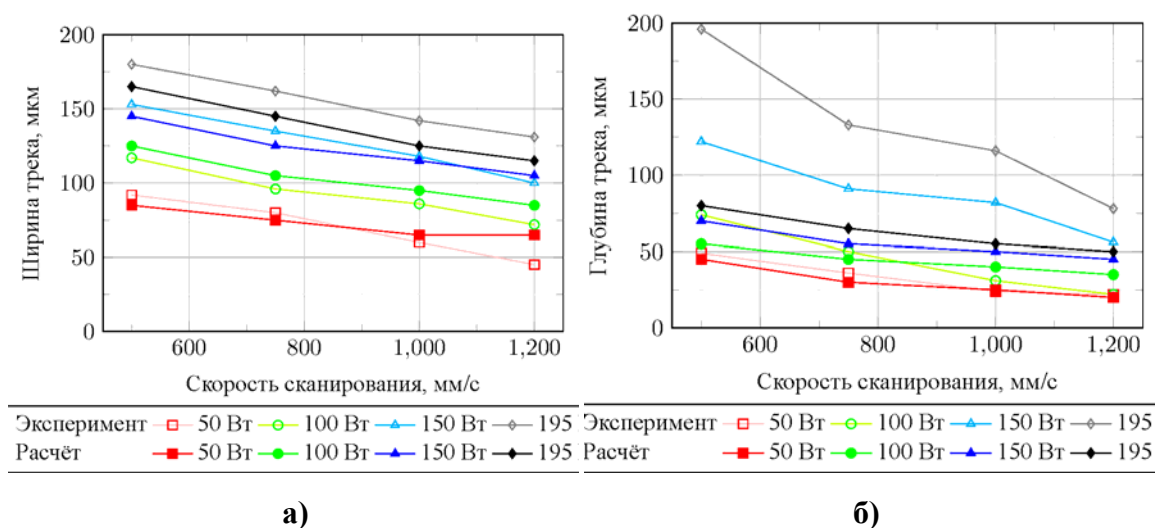 200
150
100
50
0
Ширина трека, мкм
600 800 1,000 1,200
Скорость сканирования, мм/с
Эксперимент 50 Вт 100 Вт 150 Вт 195
Расчёт 50 Вт 100 Вт 150 Вт 195
а)
200
150
100
50
0
Глубина трека, мкм
600 800 1,000 1,200
Скорость сканирования, мм/с
Эксперимент 50 Вт 100 Вт 150 Вт 195
Расчёт 50 Вт 100 Вт 150 Вт 195
б)